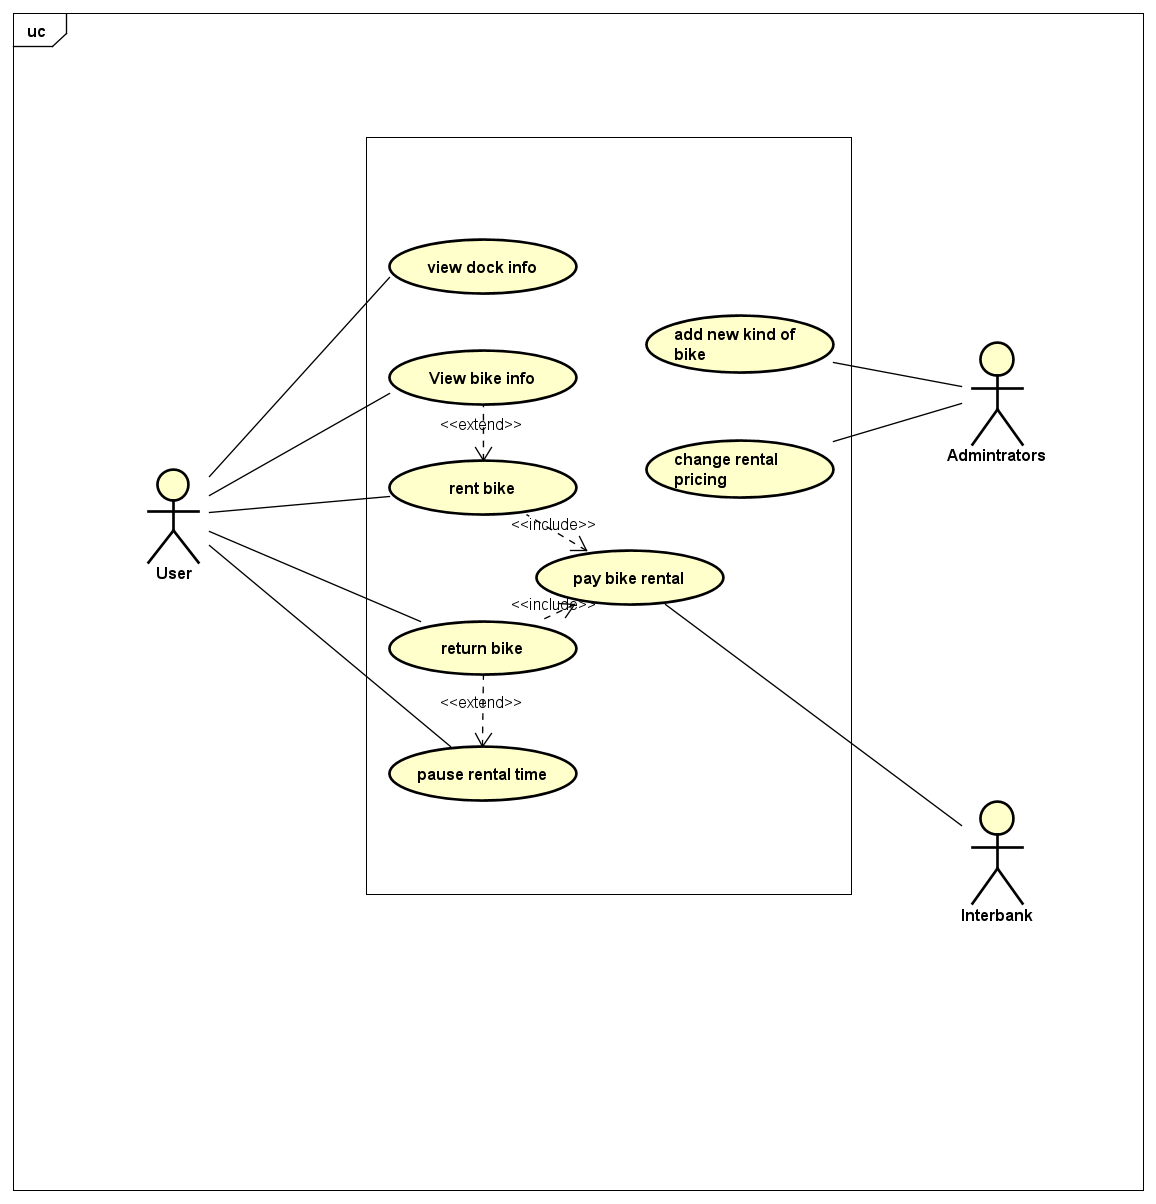 uc
view dock info
View bike info
<<extend>>
rent bike
<<include>>
pay bike rental
<<include>>
return bike
<<extend>>
pause rental time
User
add new kind of
bike
change rental
pricing
Admintrators
Interbank